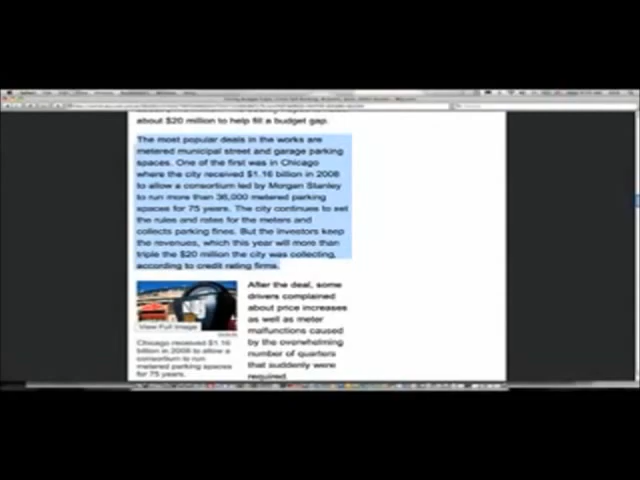 about $20 million to help fill a budget gap.
The most popular deals in the works are
metered municipal street and garage parking
spaces. One of the first was in Chicago
where the city received $1.16 billion in 2008
to allow a consortium led by Morgan Stanley
to run more than 36,000 metered parking
spaces for 75 years. The city continues to set
the rules and rates for the meters and
collects parking fines. But the investors keep
the revenues, which this year will more than
triple the $20 million the city was collecting,
according to credit rating firms.
View Full Image
Chicago received $1.16
billion in 2008 to allow a
consortium to run
metered parking spaces
for 75 years.
After the deal, some
drivers complained
about price increases
as well as meter
malfunctions caused
by the overwhelming
number of quarters
that suddenly were
required.